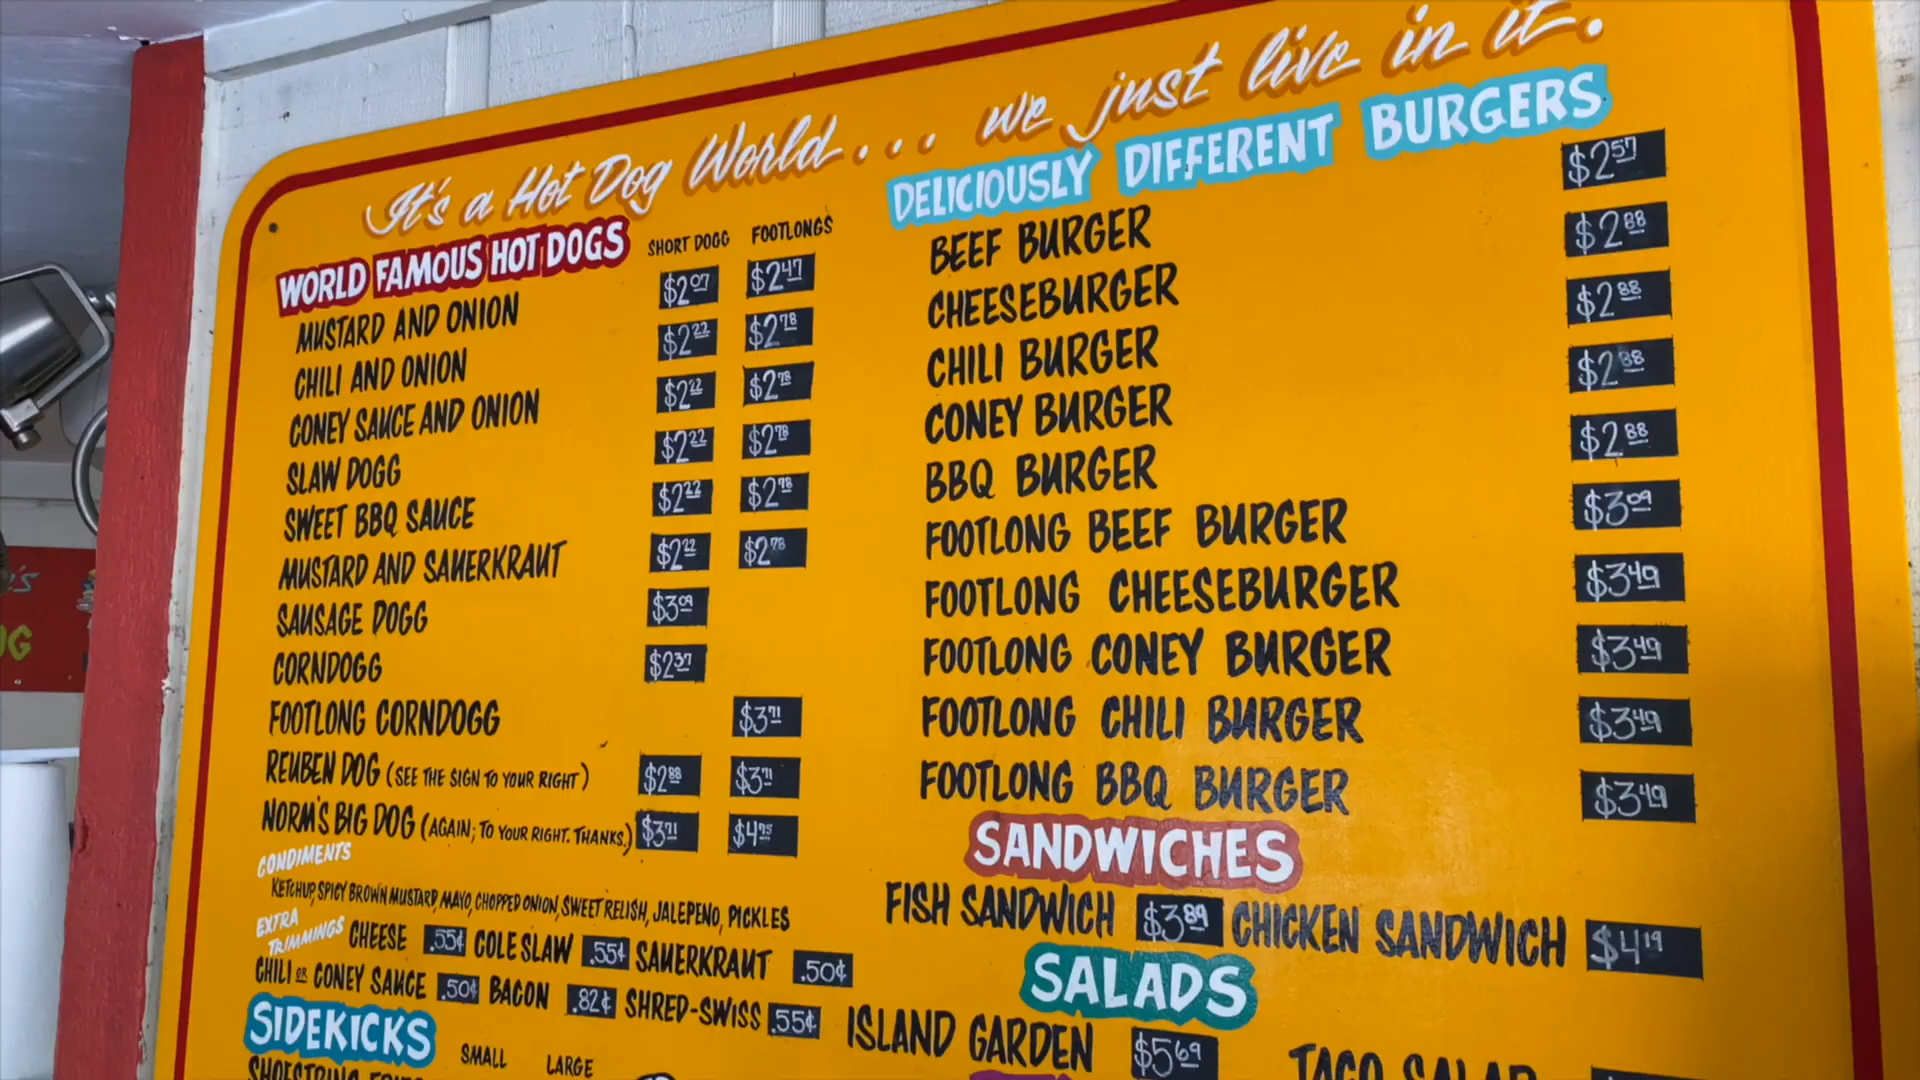 It's a Hot Dog World... we just live in it.
WORLD FAMOUS HOT DOGS SHORT DOGG FOOTLONGS
MUSTARD AND ONION $2.07 $2.47
CHILI AND ONION $2.22 $2.78
CONEY SAUCE AND ONION $2.22 $2.78
SLAW DOGG $2.22 $2.78
SWEET BBQ SAUCE $2.22 $2.78
MUSTARD AND SAUERKRAUT $2.22 $2.78
SAUSAGE DOGG $3.09
CORNDOGG $2.37
FOOTLONG CORNDOGG $3.71
REUBEN DOG (SEE THE SIGN TO YOUR RIGHT) $2.88 $3.71
NORM'S BIG DOG (AGAIN; TO YOUR RIGHT. THANKS.) $3.71 $4.75
CONDIMENTS
KETCHUP, SPICY BROWN MUSTARD, MAYO, CHOPPED ONION, SWEET RELISH, JALEPENO, PICKLES
EXTRA TRIMMINGS CHEESE .55¢ COLE SLAW .55¢ SAUERKRAUT .50¢
CHILI OR CONEY SAUCE .50¢ BACON .82¢ SHRED-SWISS .55¢
SIDEKICKS SMALL LARGE
SHOESTRING FRIES
DELICIOUSLY DIFFERENT BURGERS
BEEF BURGER $2.57
CHEESEBURGER $2.88
CHILI BURGER $2.88
CONEY BURGER $2.88
BBQ BURGER $2.88
FOOTLONG BEEF BURGER $3.09
FOOTLONG CHEESEBURGER $3.49
FOOTLONG CONEY BURGER $3.49
FOOTLONG CHILI BURGER $3.49
FOOTLONG BBQ BURGER $3.49
SANDWICHES
FISH SANDWICH $3.89 CHICKEN SANDWICH $4.19
SALADS
ISLAND GARDEN $5.69 TACO SALAD